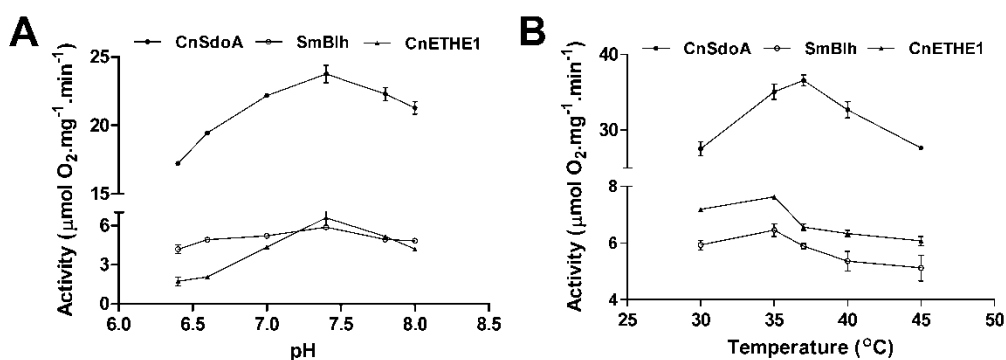 A
CnSdoA SmBlh CnETHE1
Activity (μmol O₂.mg⁻¹.min⁻¹)
25
20
15
6
3
0
6.0 6.5 7.0 7.5 8.0 8.5
pH
B
CnSdoA SmBlh CnETHE1
Activity (μmol O₂.mg⁻¹.min⁻¹)
40
30
8
6
4
25 30 35 40 45 50
Temperature (°C)